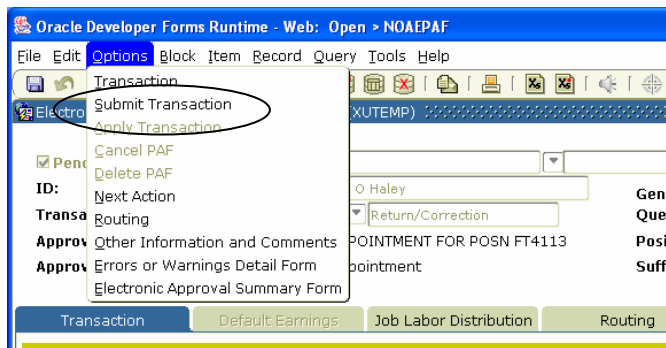 Oracle Developer Forms Runtime - Web: Open > NOAEPAF
File Edit Options Block Item Record Query Tools Help
Transaction
Submit Transaction
Electro (XUTEMP)
Apply Transaction
Cancel PAF
Pend
Delete PAF
ID: Next Action O Haley Gen
Transa Routing Return/Correction Que
Approv Other Information and Comments POINTMENT FOR POSN FT4113 Posi
Approv Errors or Warnings Detail Form pointment Suff
Electronic Approval Summary Form
Transaction Default Earnings Job Labor Distribution Routing